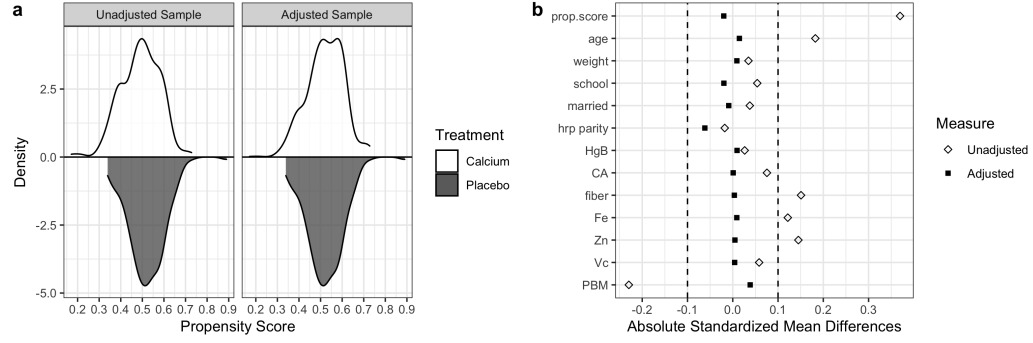 a
Unadjusted Sample
Adjusted Sample
2.5
0.0
-2.5
-5.0
Density
0.2 0.3 0.4 0.5 0.6 0.7 0.8 0.9
0.2 0.3 0.4 0.5 0.6 0.7 0.8 0.9
Propensity Score
Treatment
Calcium
Placebo
b
prop.score
age
weight
school
married
hrp parity
HgB
CA
fiber
Fe
Zn
Vc
PBM
-0.2 -0.1 0.0 0.1 0.2 0.3
Absolute Standardized Mean Differences
Measure
Unadjusted
Adjusted